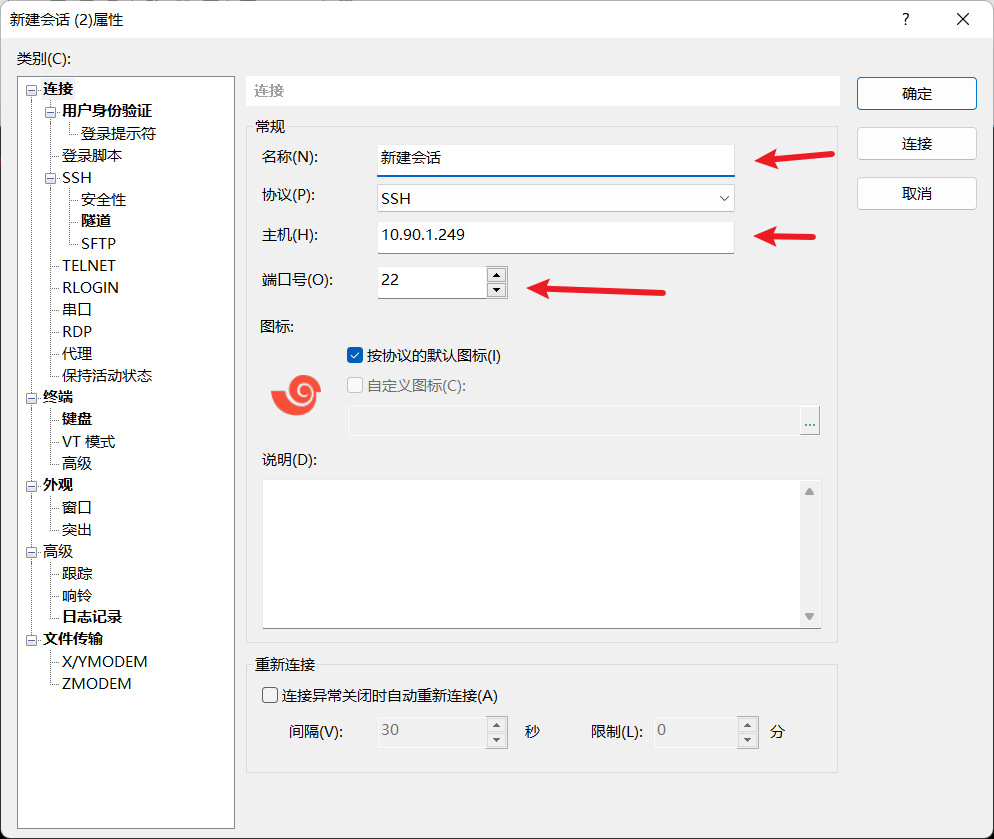 新建会话 (2)属性
?
类别(C):
连接
用户身份验证
登录提示符
登录脚本
SSH
安全性
隧道
SFTP
TELNET
RLOGIN
串口
RDP
代理
保持活动状态
终端
键盘
VT 模式
高级
外观
窗口
突出
高级
跟踪
响铃
日志记录
文件传输
X/YMODEM
ZMODEM
连接
常规
名称(N): 新建会话
协议(P): SSH
主机(H): 10.90.1.249
端口号(O): 22
图标:
按协议的默认图标(I)
自定义图标(C):
...
说明(D):
重新连接
连接异常关闭时自动重新连接(A)
间隔(V): 30 秒 限制(L): 0 分
确定
连接
取消